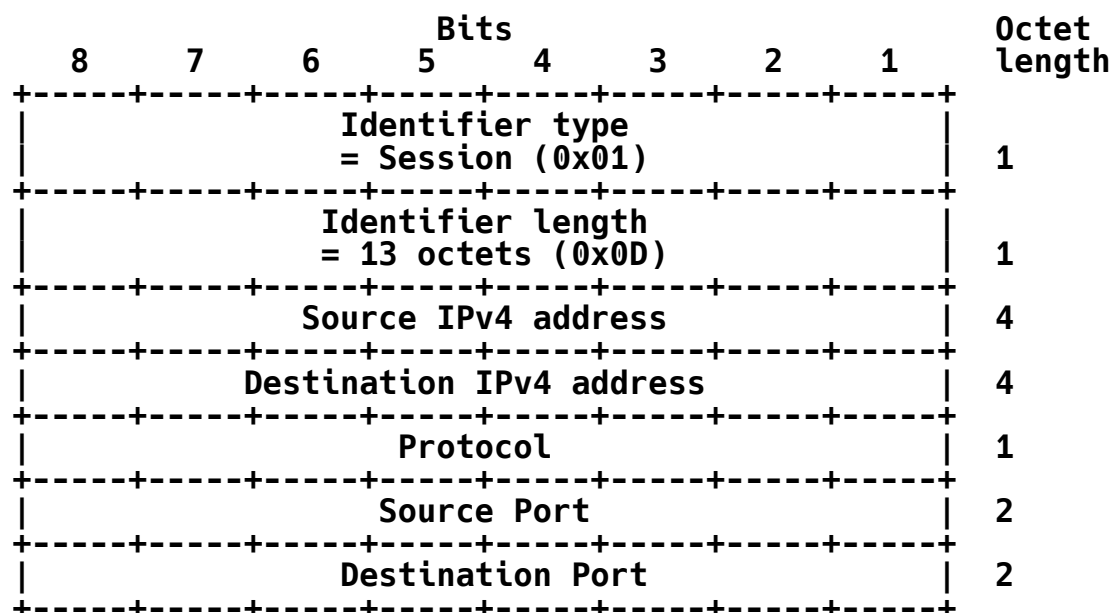 Bits                        Octet
   8     7     6     5     4     3     2     1    length
+-----+-----+-----+-----+-----+-----+-----+-----+
|                Identifier type                |
|                = Session (0x01)               |  1
+-----+-----+-----+-----+-----+-----+-----+-----+
|               Identifier length               |
|               = 13 octets (0x0D)              |  1
+-----+-----+-----+-----+-----+-----+-----+-----+
|              Source IPv4 address              |  4
+-----+-----+-----+-----+-----+-----+-----+-----+
|           Destination IPv4 address            |  4
+-----+-----+-----+-----+-----+-----+-----+-----+
|                   Protocol                    |  1
+-----+-----+-----+-----+-----+-----+-----+-----+
|                  Source Port                  |  2
+-----+-----+-----+-----+-----+-----+-----+-----+
|                Destination Port               |  2
+-----+-----+-----+-----+-----+-----+-----+-----+